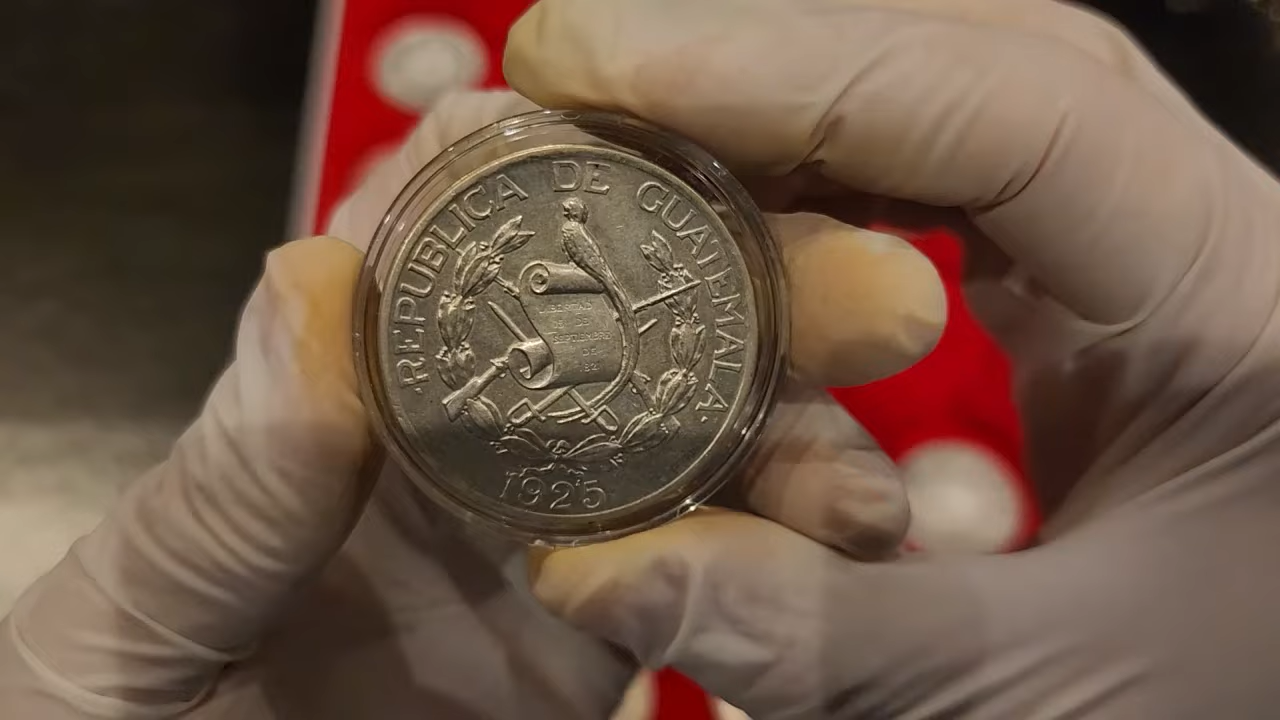 REPUBLICA DE GUATEMALA
LIBERTAD
15 DE
SEPTIEMBRE
DE
1821
1925